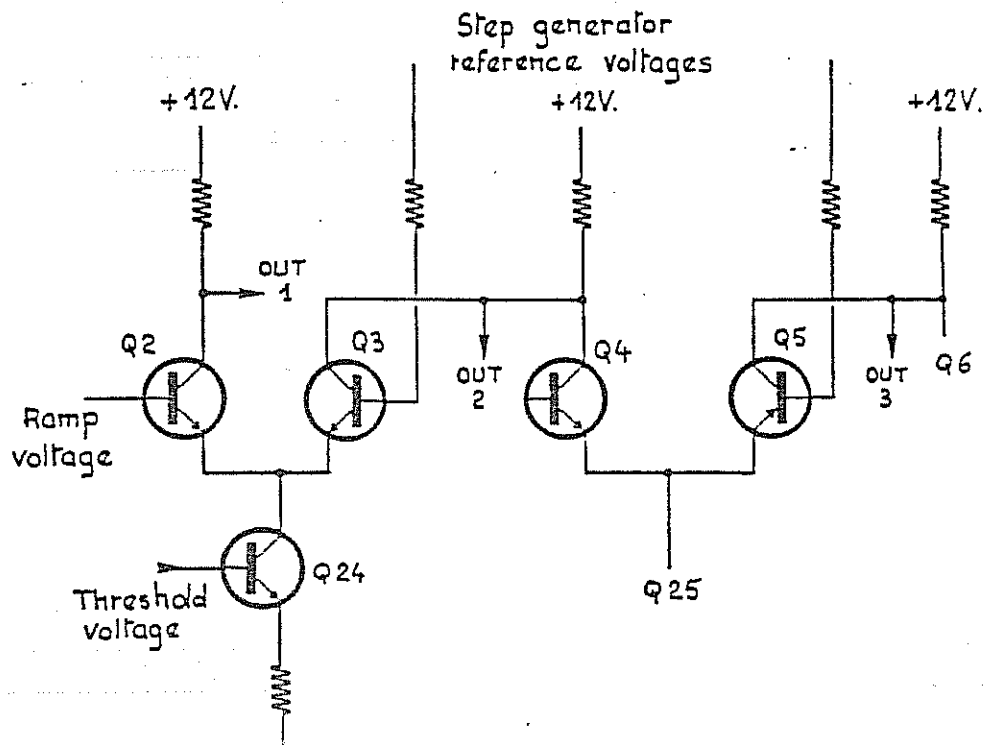 Step generator
reference voltages
+12V.
+12V.
+12V.
OUT
1
Q2
Q3
OUT
2
Q4
Q5
OUT
3
Q6
Ramp
voltage
Q24
Threshold
voltage
Q25